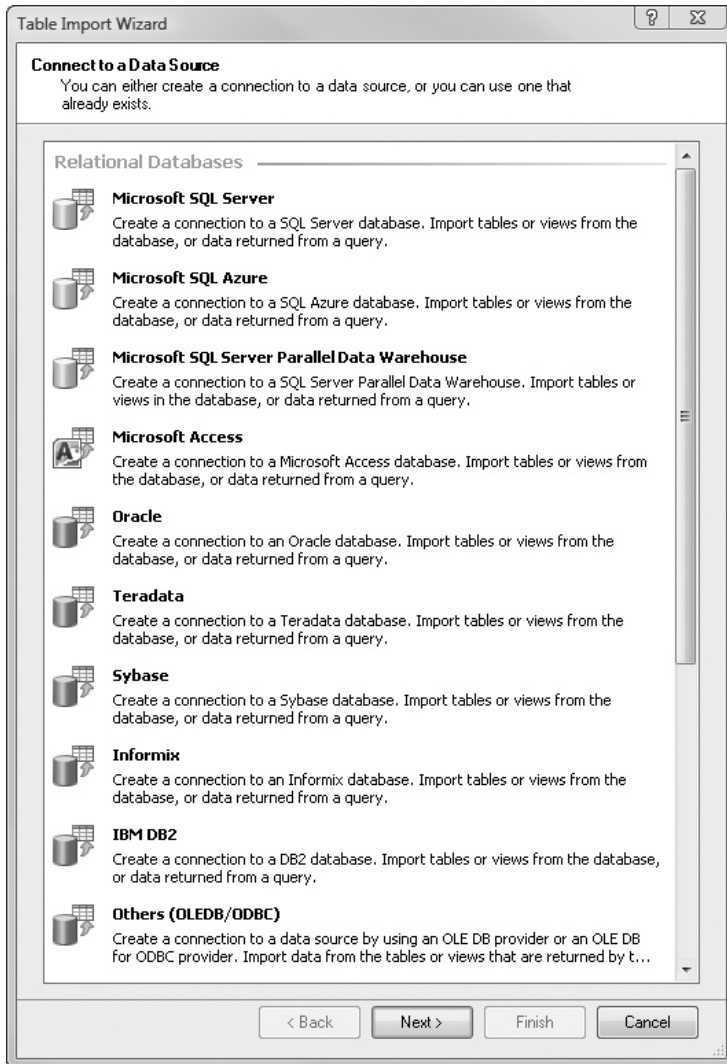 Table Import Wizard
Connect to a Data Source
You can either create a connection to a data source, or you can use one that
already exists.
Relational Databases
Microsoft SQL Server
Create a connection to a SQL Server database. Import tables or views from the
database, or data returned from a query.
Microsoft SQL Azure
Create a connection to a SQL Azure database. Import tables or views from the
database, or data returned from a query.
Microsoft SQL Server Parallel Data Warehouse
Create a connection to a SQL Server Parallel Data Warehouse. Import tables or
views in the database, or data returned from a query.
Microsoft Access
Create a connection to a Microsoft Access database. Import tables or views from
the database, or data returned from a query.
Oracle
Create a connection to an Oracle database. Import tables or views from the
database, or data returned from a query.
Teradata
Create a connection to a Teradata database. Import tables or views from the
database, or data returned from a query.
Sybase
Create a connection to a Sybase database. Import tables or views from the
database, or data returned from a query.
Informix
Create a connection to an Informix database. Import tables or views from the
database, or data returned from a query.
IBM DB2
Create a connection to a DB2 database. Import tables or views from the database,
or data returned from a query.
Others (OLEDB/ODBC)
Create a connection to a data source by using an OLE DB provider or an OLE DB
for ODBC provider. Import data from the tables or views that are returned by t...
< Back Next > Finish Cancel